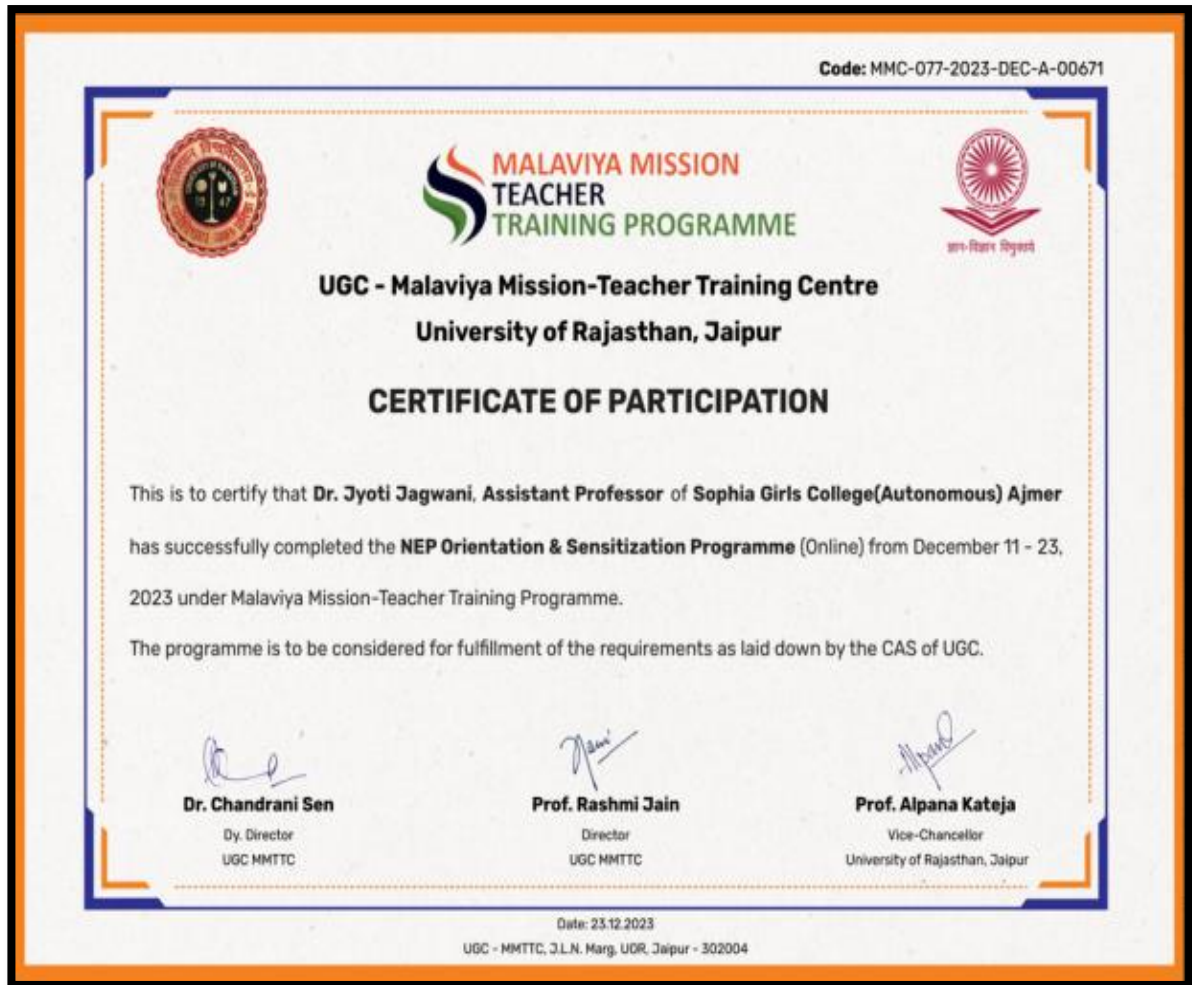 Code: MMC-077-2023-DEC-A-00671
MALAVIYA MISSION
TEACHER
TRAINING PROGRAMME
ज्ञान-विज्ञान विमुक्तये
UGC - Malaviya Mission-Teacher Training Centre
University of Rajasthan, Jaipur
CERTIFICATE OF PARTICIPATION
This is to certify that Dr. Jyoti Jagwani, Assistant Professor of Sophia Girls College(Autonomous) Ajmer
has successfully completed the NEP Orientation & Sensitization Programme (Online) from December 11 - 23,
2023 under Malaviya Mission-Teacher Training Programme.
The programme is to be considered for fulfillment of the requirements as laid down by the CAS of UGC.
Dr. Chandrani Sen
Dy. Director
UGC MMTTC
Prof. Rashmi Jain
Director
UGC MMTTC
Prof. Alpana Kateja
Vice-Chancellor
University of Rajasthan, Jaipur
Date: 23.12.2023
UGC - MMTTC, J.L.N. Marg, UOR, Jaipur - 302004